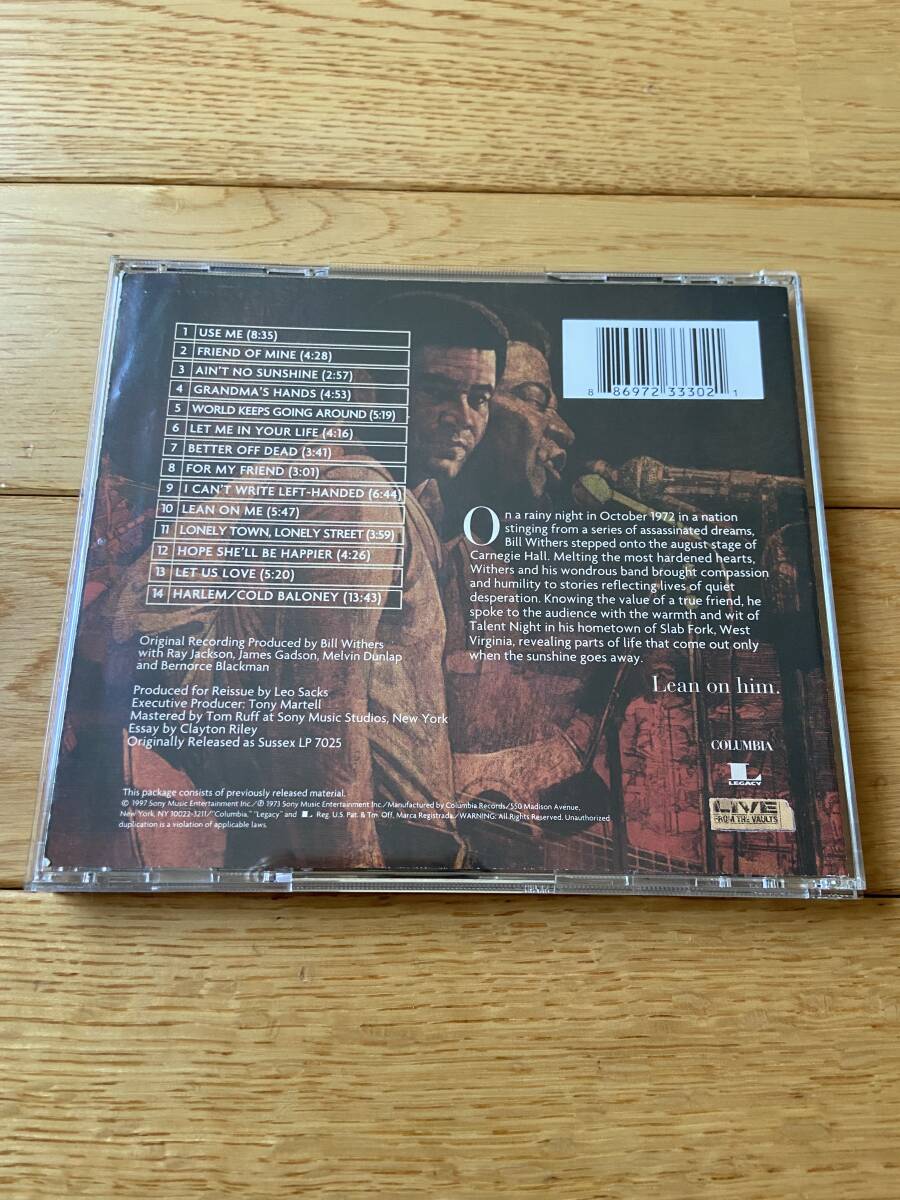 1 USE ME (8:35)
2 FRIEND OF MINE (4:28)
3 AIN'T NO SUNSHINE (2:57)
4 GRANDMA'S HANDS (4:53)
5 WORLD KEEPS GOING AROUND (5:19)
6 LET ME IN YOUR LIFE (4:16)
7 BETTER OFF DEAD (3:41)
8 FOR MY FRIEND (3:01)
9 I CAN'T WRITE LEFT-HANDED (6:44)
10 LEAN ON ME (5:47)
11 LONELY TOWN, LONELY STREET (3:59)
12 HOPE SHE'LL BE HAPPIER (4:26)
13 LET US LOVE (5:20)
14 HARLEM/COLD BALONEY (13:43)
Original Recording Produced by Bill Withers
with Ray Jackson, James Gadson, Melvin Dunlap
and Bernorce Blackman
Produced for Reissue by Leo Sacks
Executive Producer: Tony Martell
Mastered by Tom Ruff at Sony Music Studios, New York
Essay by Clayton Riley
Originally Released as Sussex LP 7025
This package consists of previously released material.
© 1997 Sony Music Entertainment Inc./℗ 1973 Sony Music Entertainment Inc./Manufactured by Columbia Records/550 Madison Avenue,
New York, NY 10022-3211/"Columbia," "Legacy" and L, Reg. U.S. Pat. & Tm. Off. Marca Registrada./WARNING: All Rights Reserved. Unauthorized
duplication is a violation of applicable laws.
8 86972 33302 1
On a rainy night in October 1972 in a nation
stinging from a series of assassinated dreams,
Bill Withers stepped onto the august stage of
Carnegie Hall. Melting the most hardened hearts,
Withers and his wondrous band brought compassion
and humility to stories reflecting lives of quiet
desperation. Knowing the value of a true friend, he
spoke to the audience with the warmth and wit of
Talent Night in his hometown of Slab Fork, West
Virginia, revealing parts of life that come out only
when the sunshine goes away.
Lean on him.
COLUMBIA
L
LEGACY
LIVE
FROM THE VAULTS